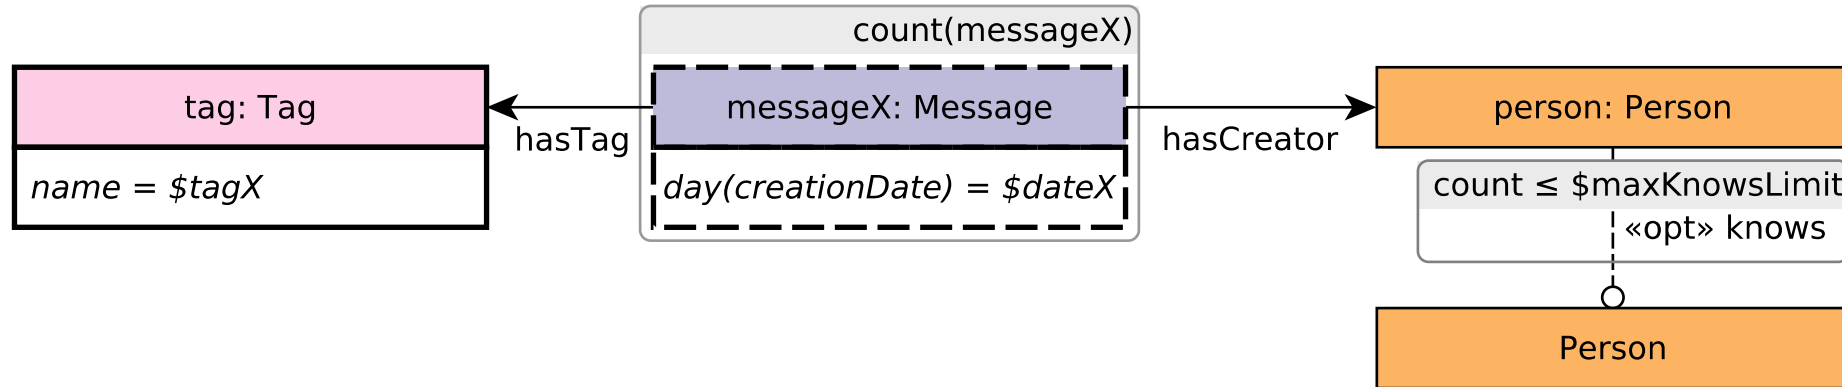 count(messageX)
tag: Tag
messageX: Message
person: Person
hasTag
hasCreator
name = $tagX
day(creationDate) = $dateX
count ≤ $maxKnowsLimit
«opt» knows
Person